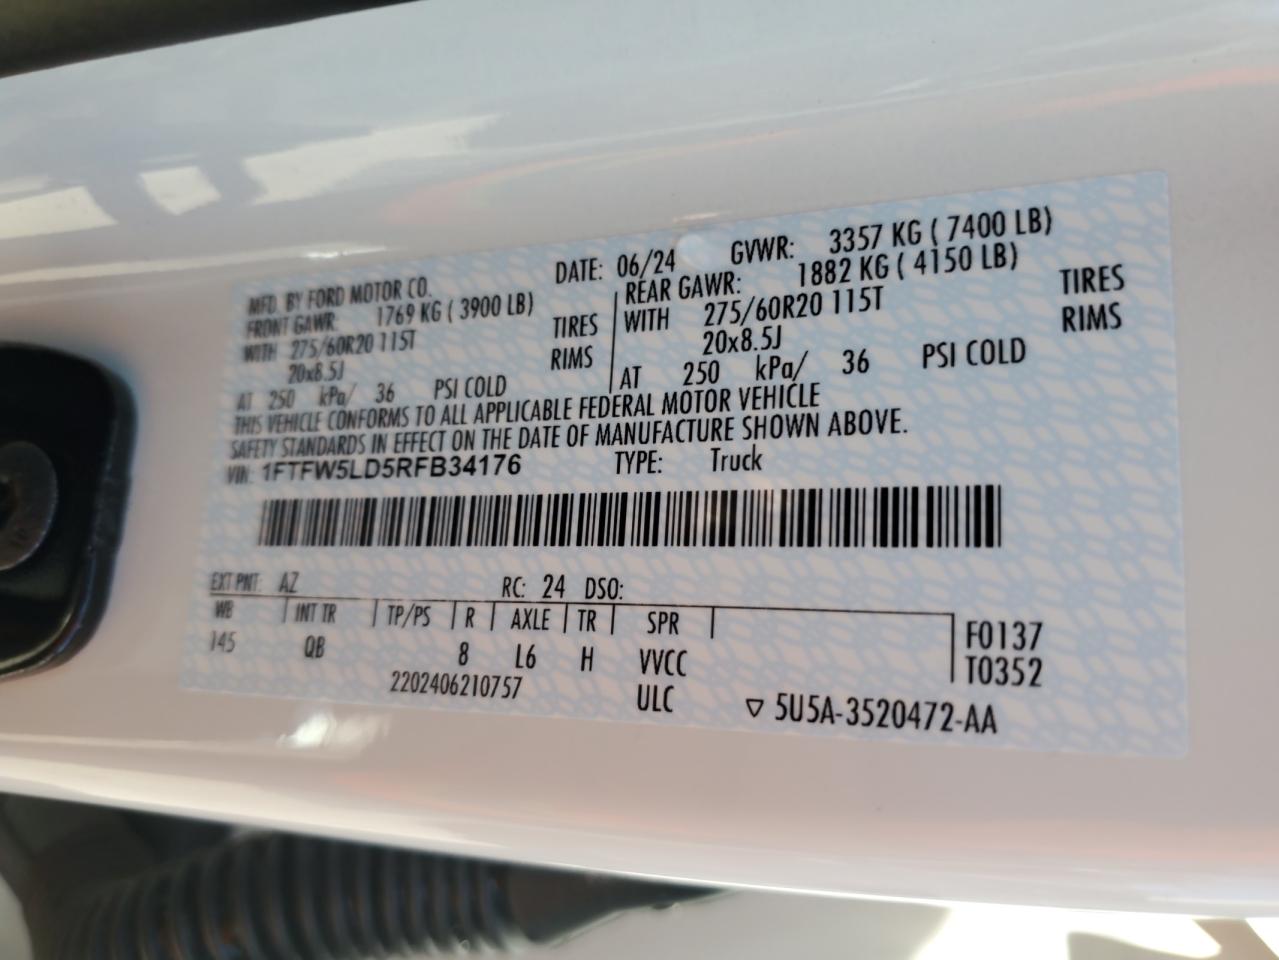 MFD. BY FORD MOTOR CO. DATE: 06/24 GVWR: 3357 KG ( 7400 LB)
FRONT GAWR: 1769 KG ( 3900 LB) REAR GAWR: 1882 KG ( 4150 LB)
WITH 275/60R20 115T TIRES WITH 275/60R20 115T TIRES
20x8.5J RIMS 20x8.5J RIMS
AT 250 kPa/ 36 PSI COLD AT 250 kPa/ 36 PSI COLD
THIS VEHICLE CONFORMS TO ALL APPLICABLE FEDERAL MOTOR VEHICLE
SAFETY STANDARDS IN EFFECT ON THE DATE OF MANUFACTURE SHOWN ABOVE.
VIN: 1FTFW5LD5RFB34176 TYPE: Truck
EXT PNT: AZ RC: 24 DSO:
WB INT TR TP/PS R AXLE TR SPR F0137
145 QB 8 L6 H VVCC T0352
2202406210757 ULC ▽ 5U5A-3520472-AA